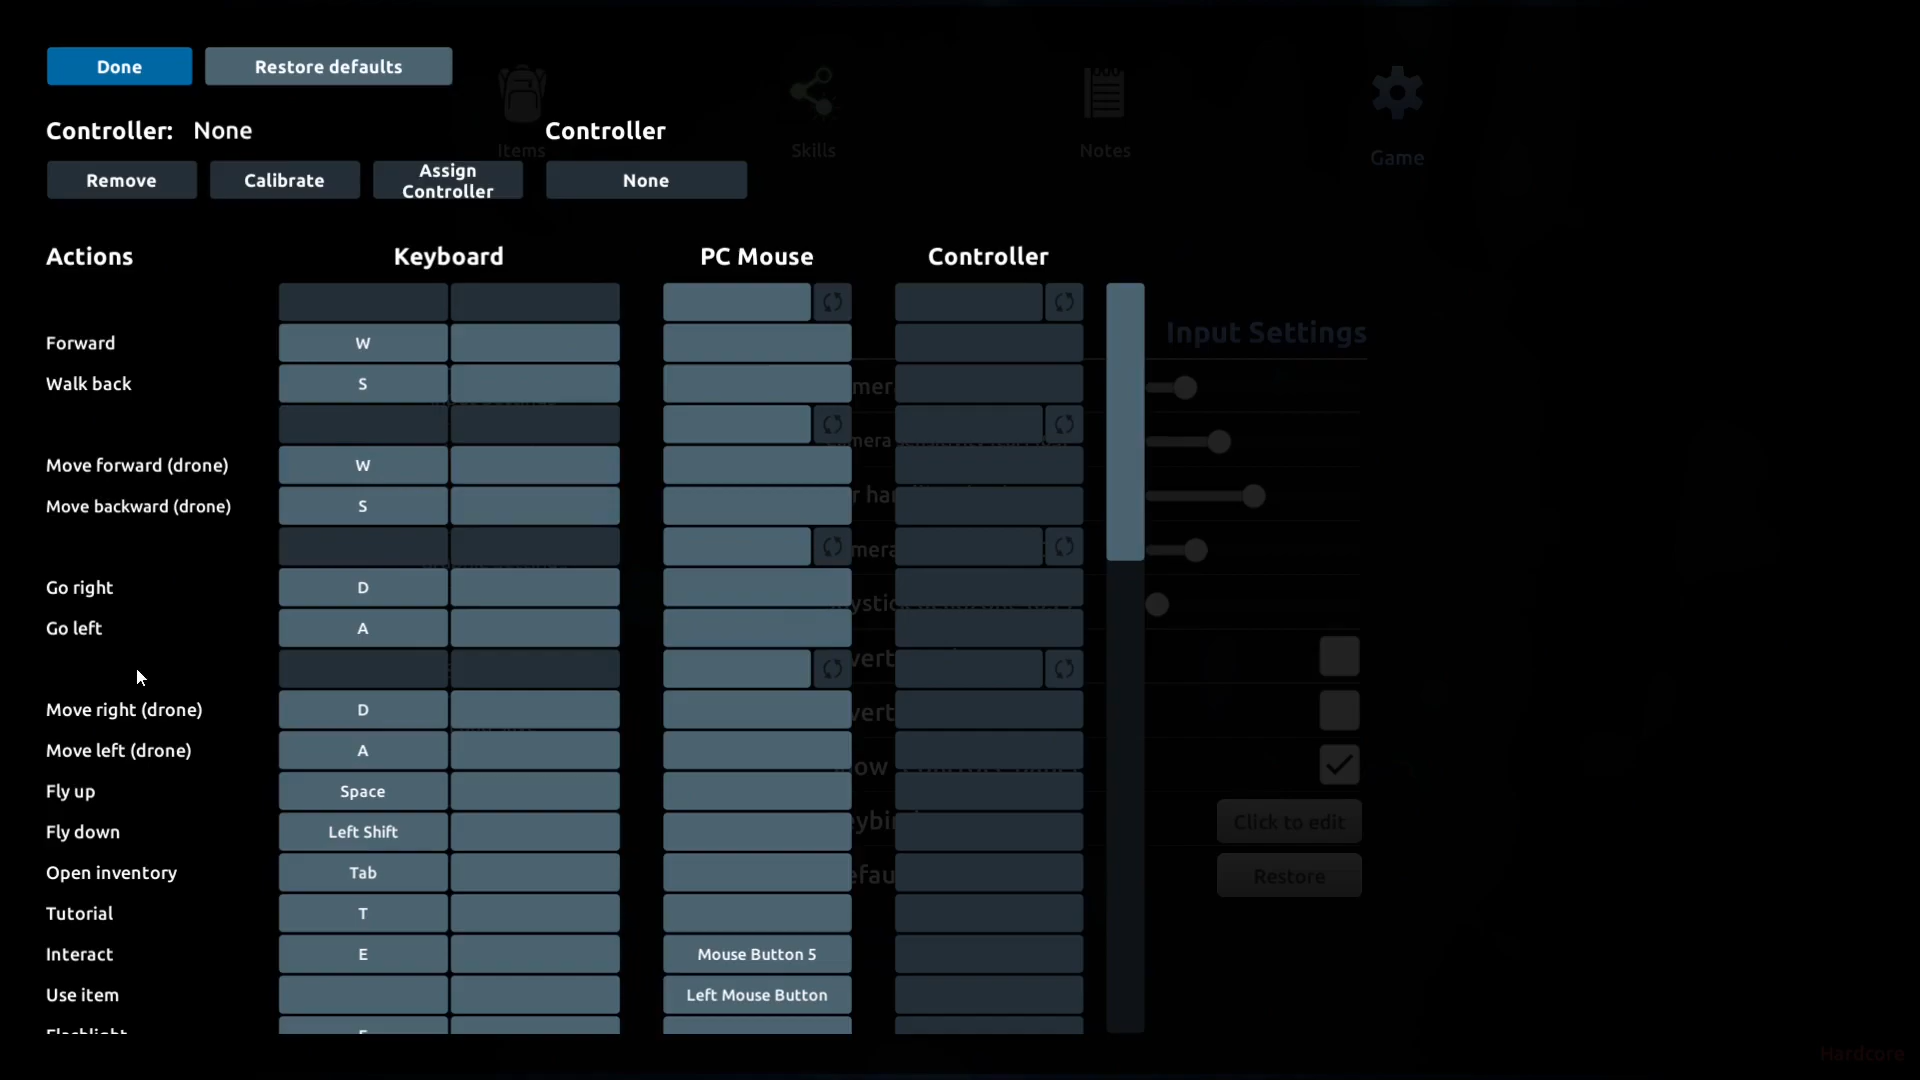 Done
Restore defaults
Items
Skills
Notes
Game
Controller: None
Controller
Remove
Calibrate
Assign
Controller
None
Actions
Keyboard
PC Mouse
Controller
Input Settings
Forward
W
Walk back
S
Move forward (drone)
W
Move backward (drone)
S
Go right
D
Go left
A
Move right (drone)
D
Move left (drone)
A
Fly up
Space
Fly down
Left Shift
Click to edit
Open inventory
Tab
Restore
Tutorial
T
Interact
E
Mouse Button 5
Use item
Left Mouse Button
Flashlight
Hardcore